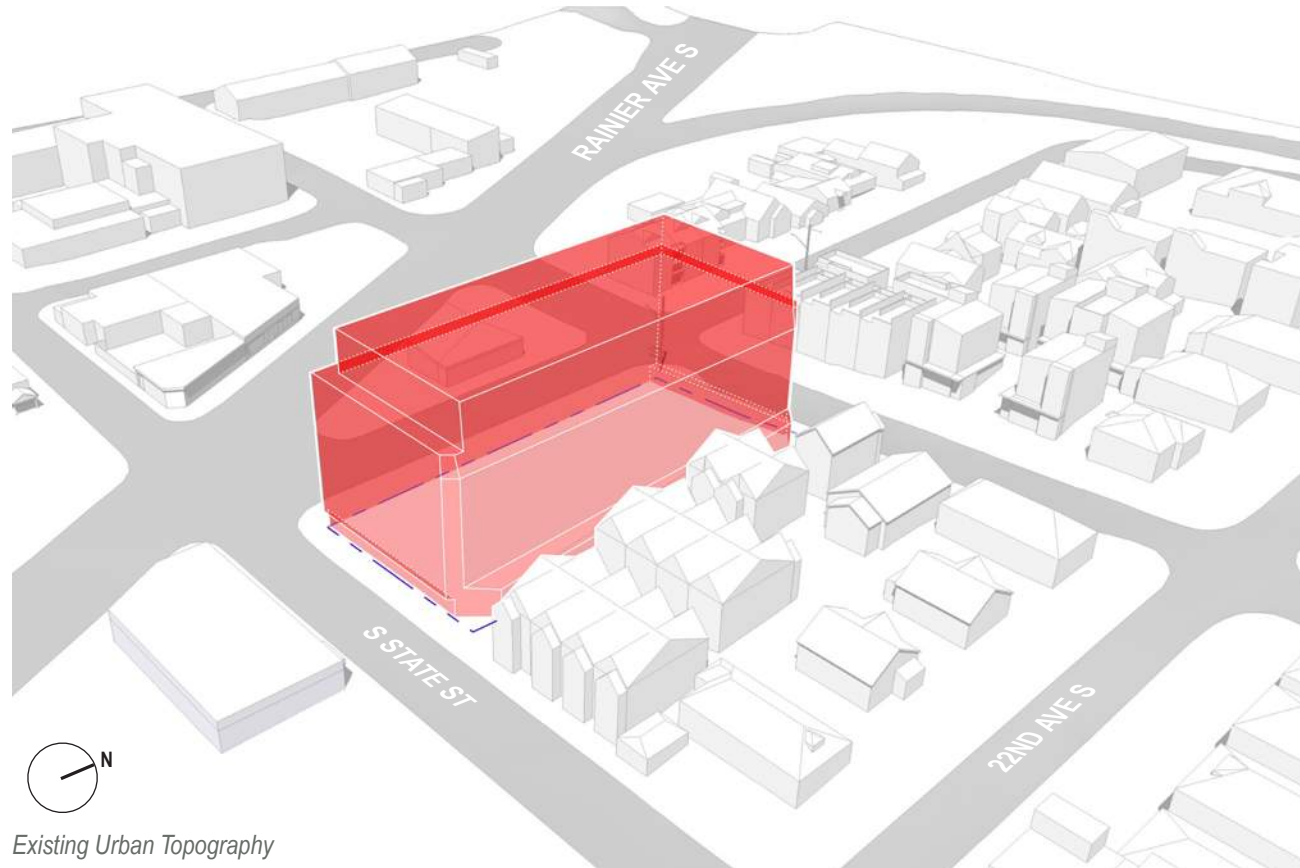 RAINIER AVE S
S STATE ST
22ND AVE S
N
Existing Urban Topography